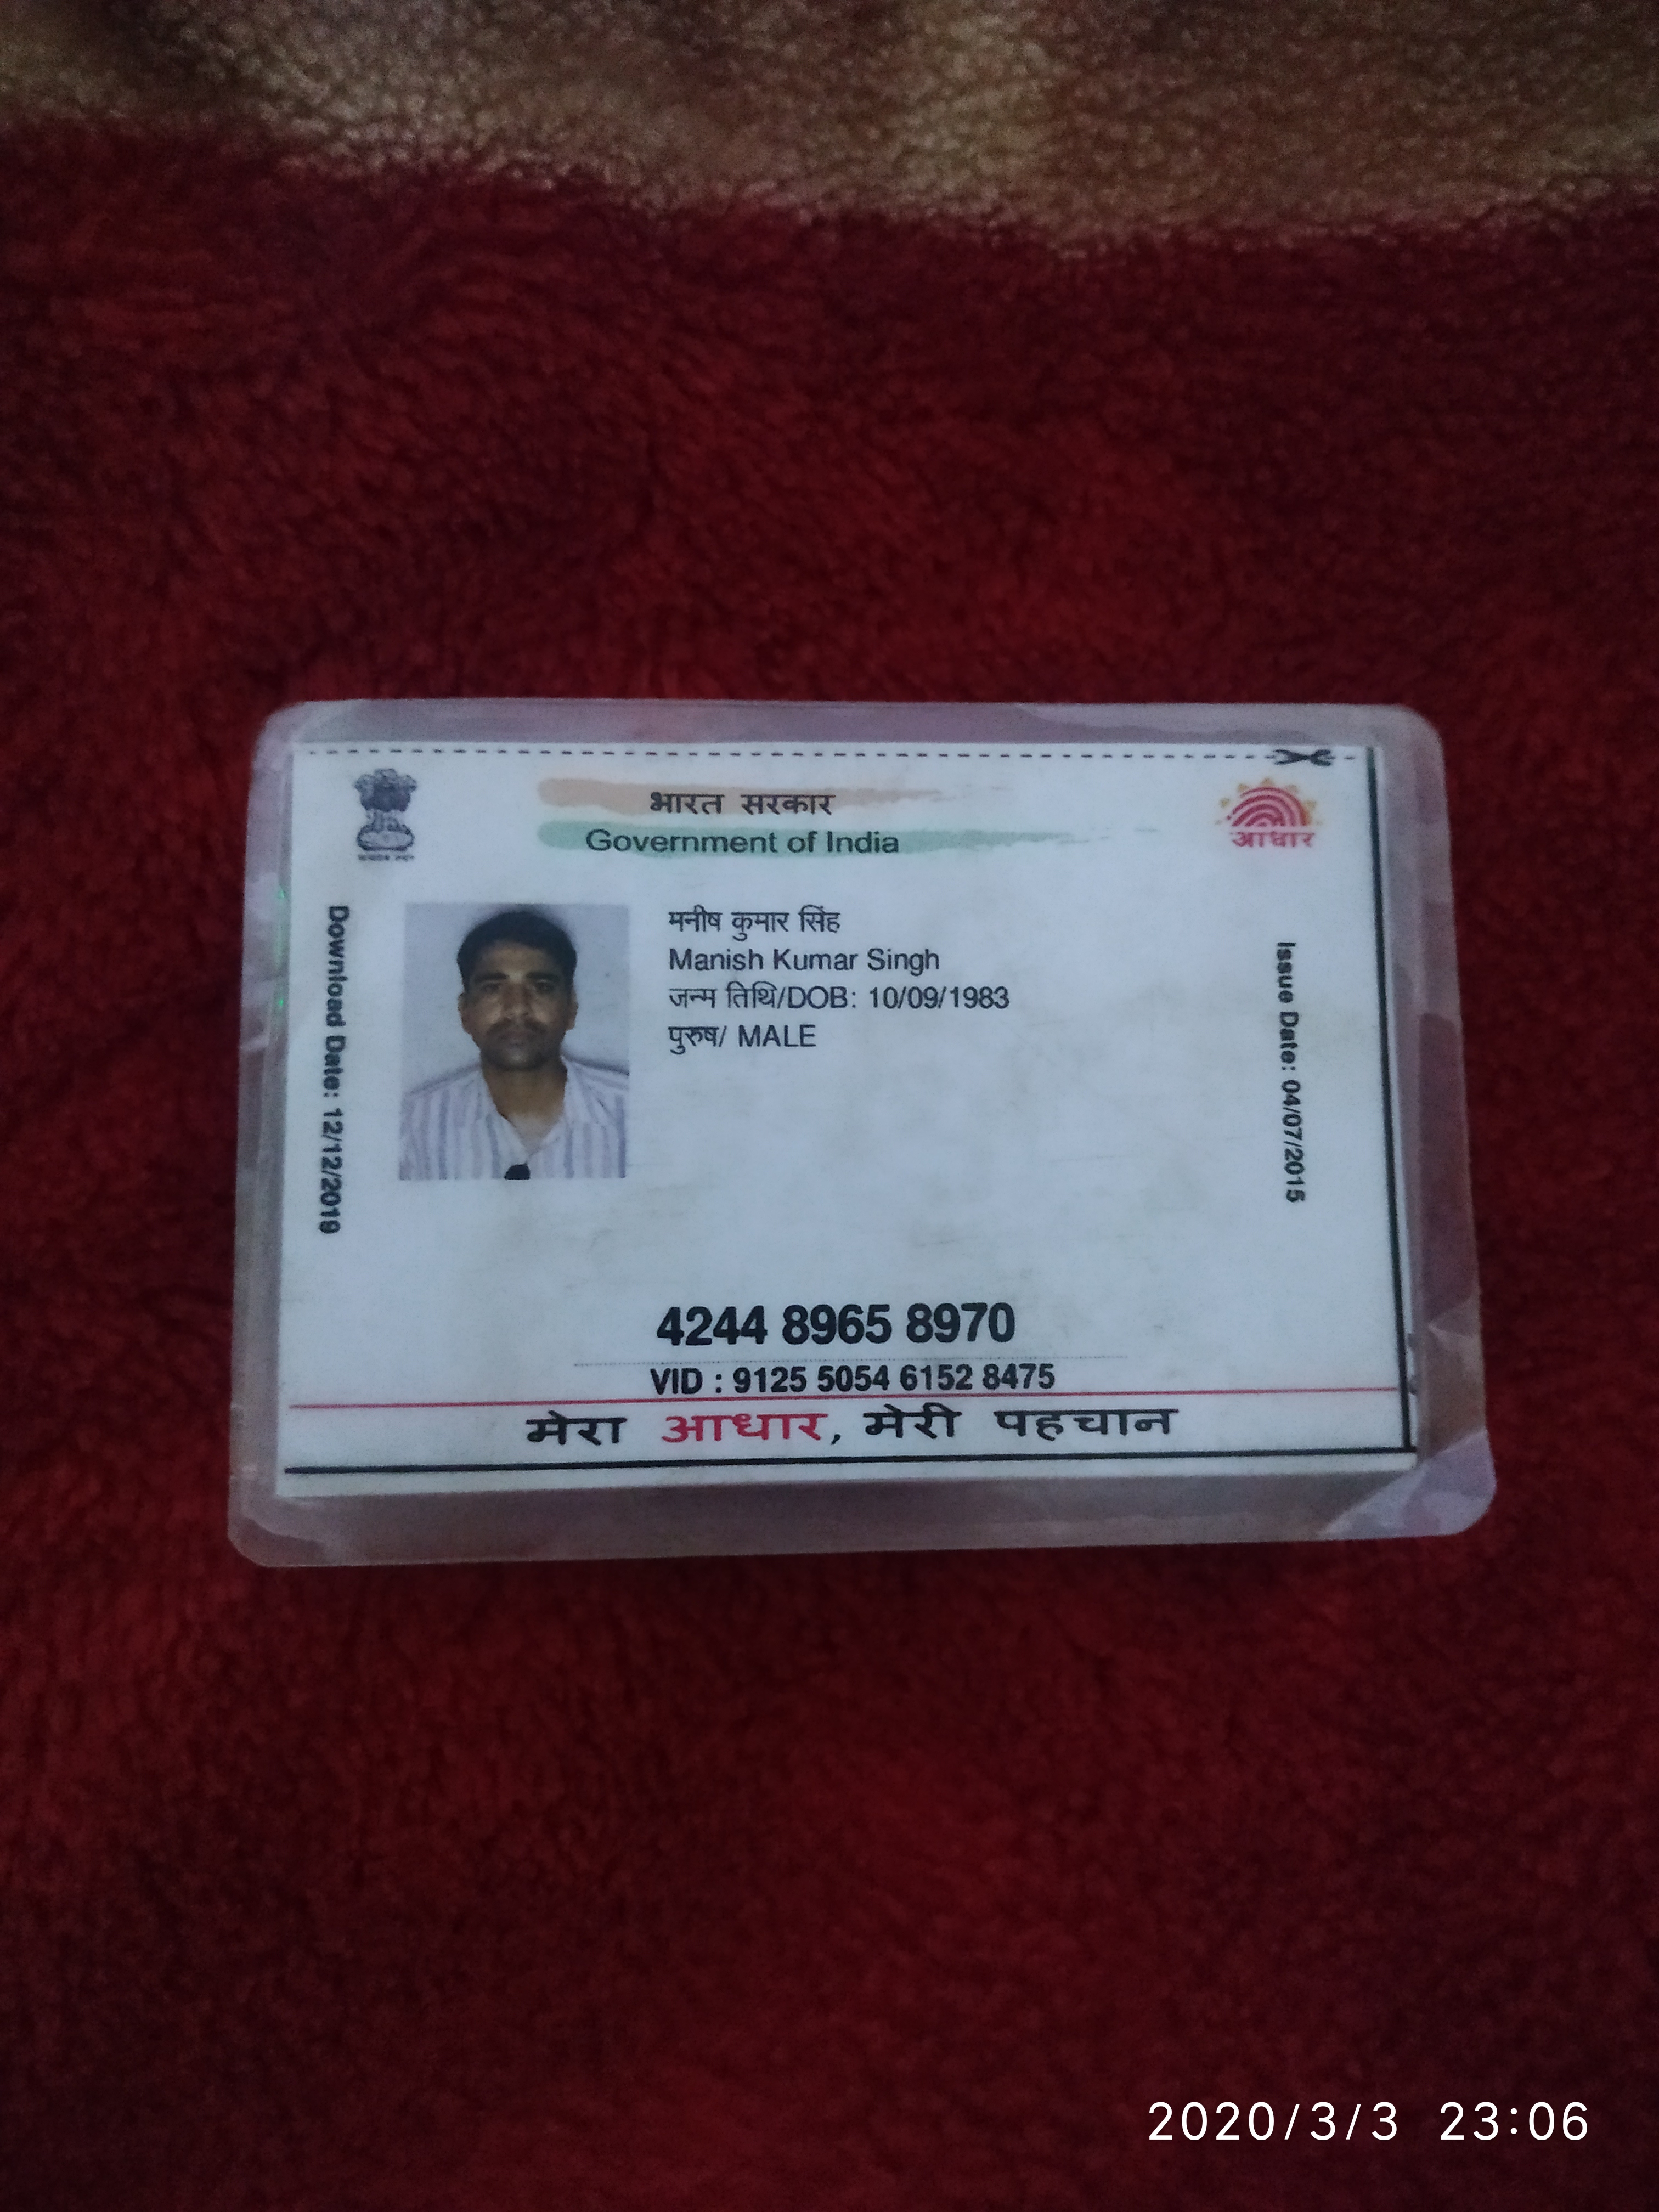 भारत सरकार
Government of India
आधार
Download Date: 12/12/2019
मनीष कुमार सिंह
Manish Kumar Singh
जन्म तिथि/DOB: 10/09/1983
पुरुष/ MALE
Issue Date: 04/07/2015
4244 8965 8970
VID : 9125 5054 6152 8475
मेरा आधार, मेरी पहचान
2020/3/3 23:06